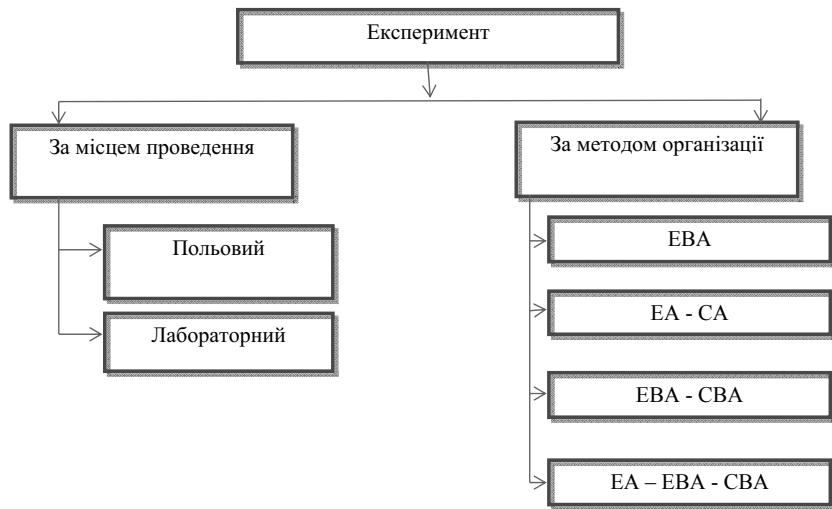 Експеримент
За місцем проведення
За методом організації
Польовий
Лабораторний
ЕВА
ЕА - СА
ЕВА - СВА
ЕА – ЕВА - СВА